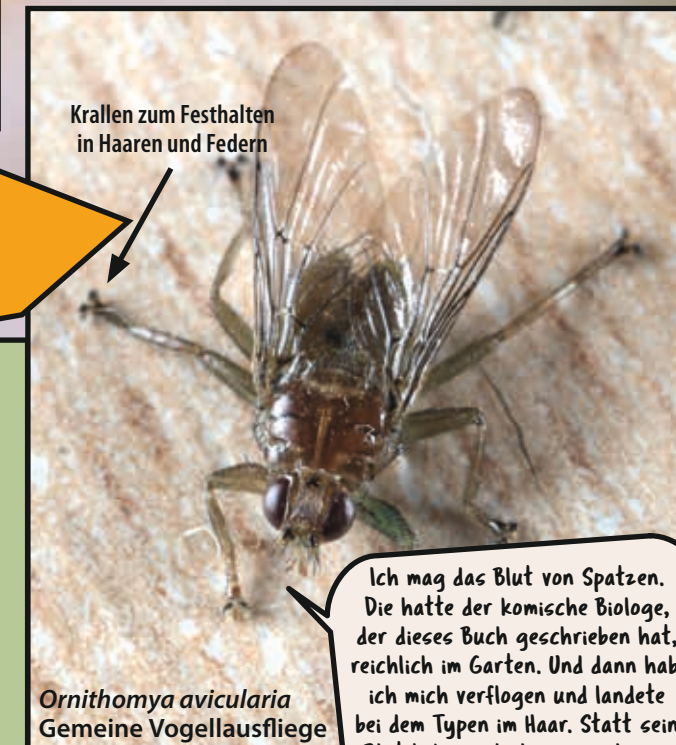 Krallen zum Festhalten
in Haaren und Federn
Ich mag das Blut von Spatzen.
Die hatte der komische Biologe,
der dieses Buch geschrieben hat,
reichlich im Garten. Und dann hab
ich mich verflogen und landete
bei dem Typen im Haar. Statt sein
Ornithomya avicularia
Gemeine Vogellausfliege